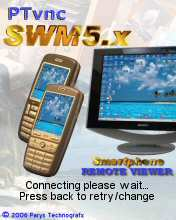 PTvnc
SWM5.x
Smartphone
REMOTE VIEWER
Connecting please wait...
Press back to retry/change
© 2006 Parys Technografx